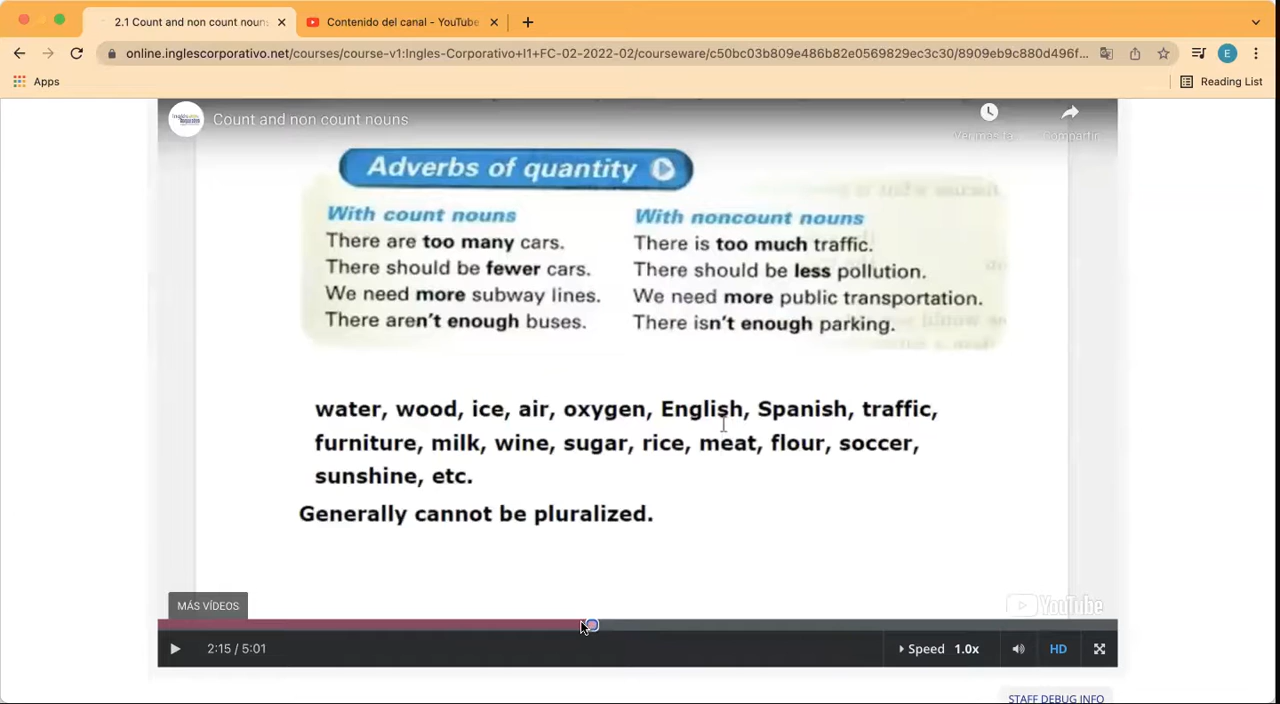 2.1 Count and non count noun
Contenido del canal - YouTube
online.inglescorporativo.net/courses/course-v1:Ingles-Corporativo+I1+FC-02-2022-02/courseware/c50bc03b809e486b82e0569829ec3c30/8909eb9c880d496f...
E
Apps
Reading List
Count and non count nouns
Ver más ta...
Compartir
Adverbs of quantity
With count nouns
There are too many cars.
There should be fewer cars.
We need more subway lines.
There aren't enough buses.
With noncount nouns
There is too much traffic.
There should be less pollution.
We need more public transportation.
There isn't enough parking.
water, wood, ice, air, oxygen, English, Spanish, traffic,
furniture, milk, wine, sugar, rice, meat, flour, soccer,
sunshine, etc.
Generally cannot be pluralized.
MÁS VÍDEOS
YouTube
2:15 / 5:01
Speed 1.0x
HD
STAFF DEBUG INFO